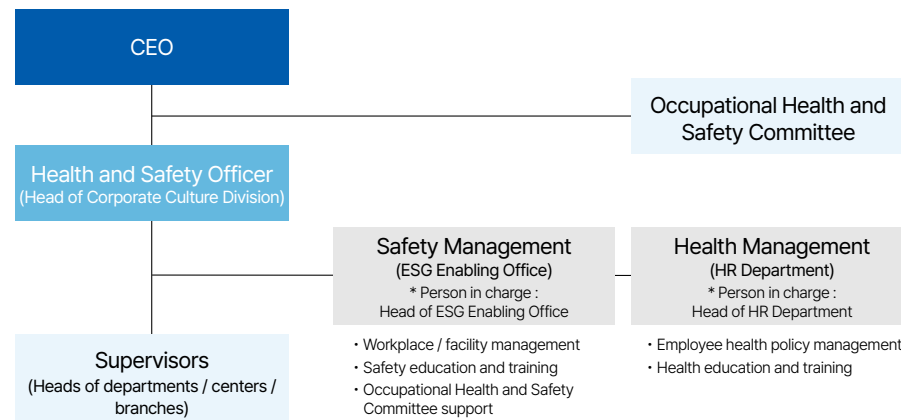 CEO
Occupational Health and
Safety Committee
Health and Safety Officer
(Head of Corporate Culture Division)
Safety Management
(ESG Enabling Office)
* Person in charge :
Head of ESG Enabling Office
Health Management
(HR Department)
* Person in charge :
Head of HR Department
Supervisors
(Heads of departments / centers /
branches)
• Workplace / facility management
• Safety education and training
• Occupational Health and Safety
Committee support
• Employee health policy management
• Health education and training